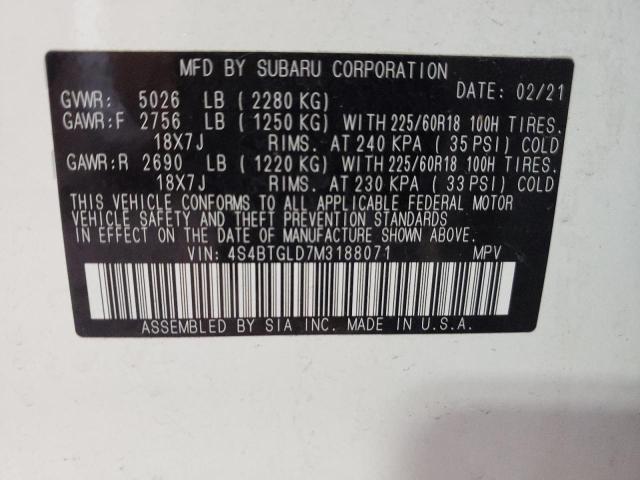 MFD BY SUBARU CORPORATION
DATE: 02/21
GVWR: 5026 LB ( 2280 KG)
GAWR:F 2756 LB ( 1250 KG) WITH 225/60R18 100H TIRES.
18X7J RIMS. AT 240 KPA ( 35 PSI) COLD
GAWR:R 2690 LB ( 1220 KG) WITH 225/60R18 100H TIRES.
18X7J RIMS. AT 230 KPA ( 33 PSI) COLD
THIS VEHICLE CONFORMS TO ALL APPLICABLE FEDERAL MOTOR
VEHICLE SAFETY AND THEFT PREVENTION STANDARDS
IN EFFECT ON THE DATE OF MANUFACTURE SHOWN ABOVE.
VIN: 4S4BTGLD7M3188071 MPV
ASSEMBLED BY SIA INC. MADE IN U.S.A.